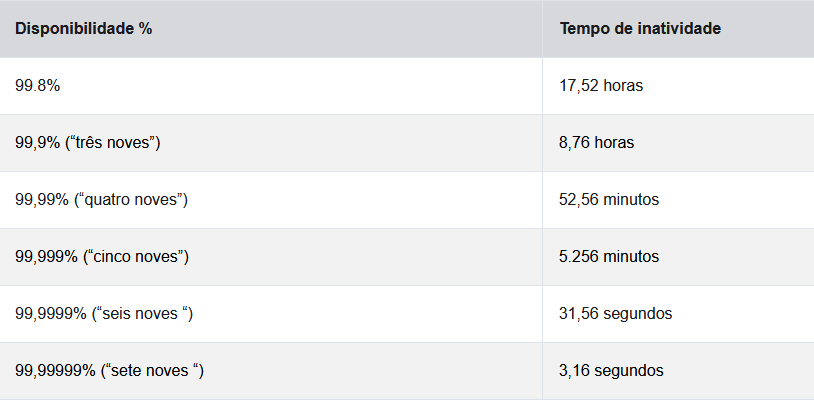 Disponibilidade % Tempo de inatividade
99.8% 17,52 horas
99,9% (“três noves”) 8,76 horas
99,99% (“quatro noves”) 52,56 minutos
99,999% (“cinco noves”) 5.256 minutos
99,9999% (“seis noves “) 31,56 segundos
99,99999% (“sete noves “) 3,16 segundos